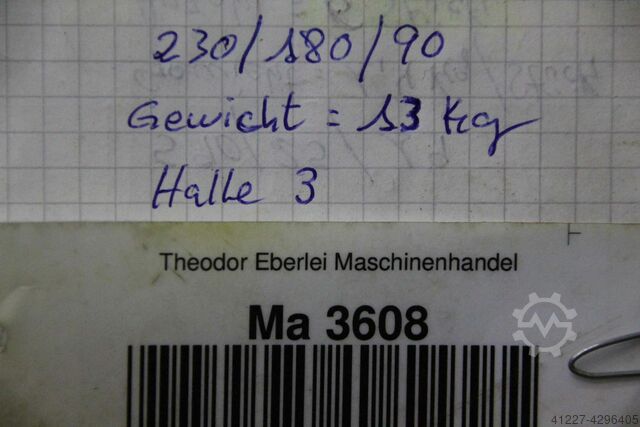 230/180/90
Gewicht = 13 Kg
Halle 3
Theodor Eberlei Maschinenhandel
Ma 3608
41227-4296405